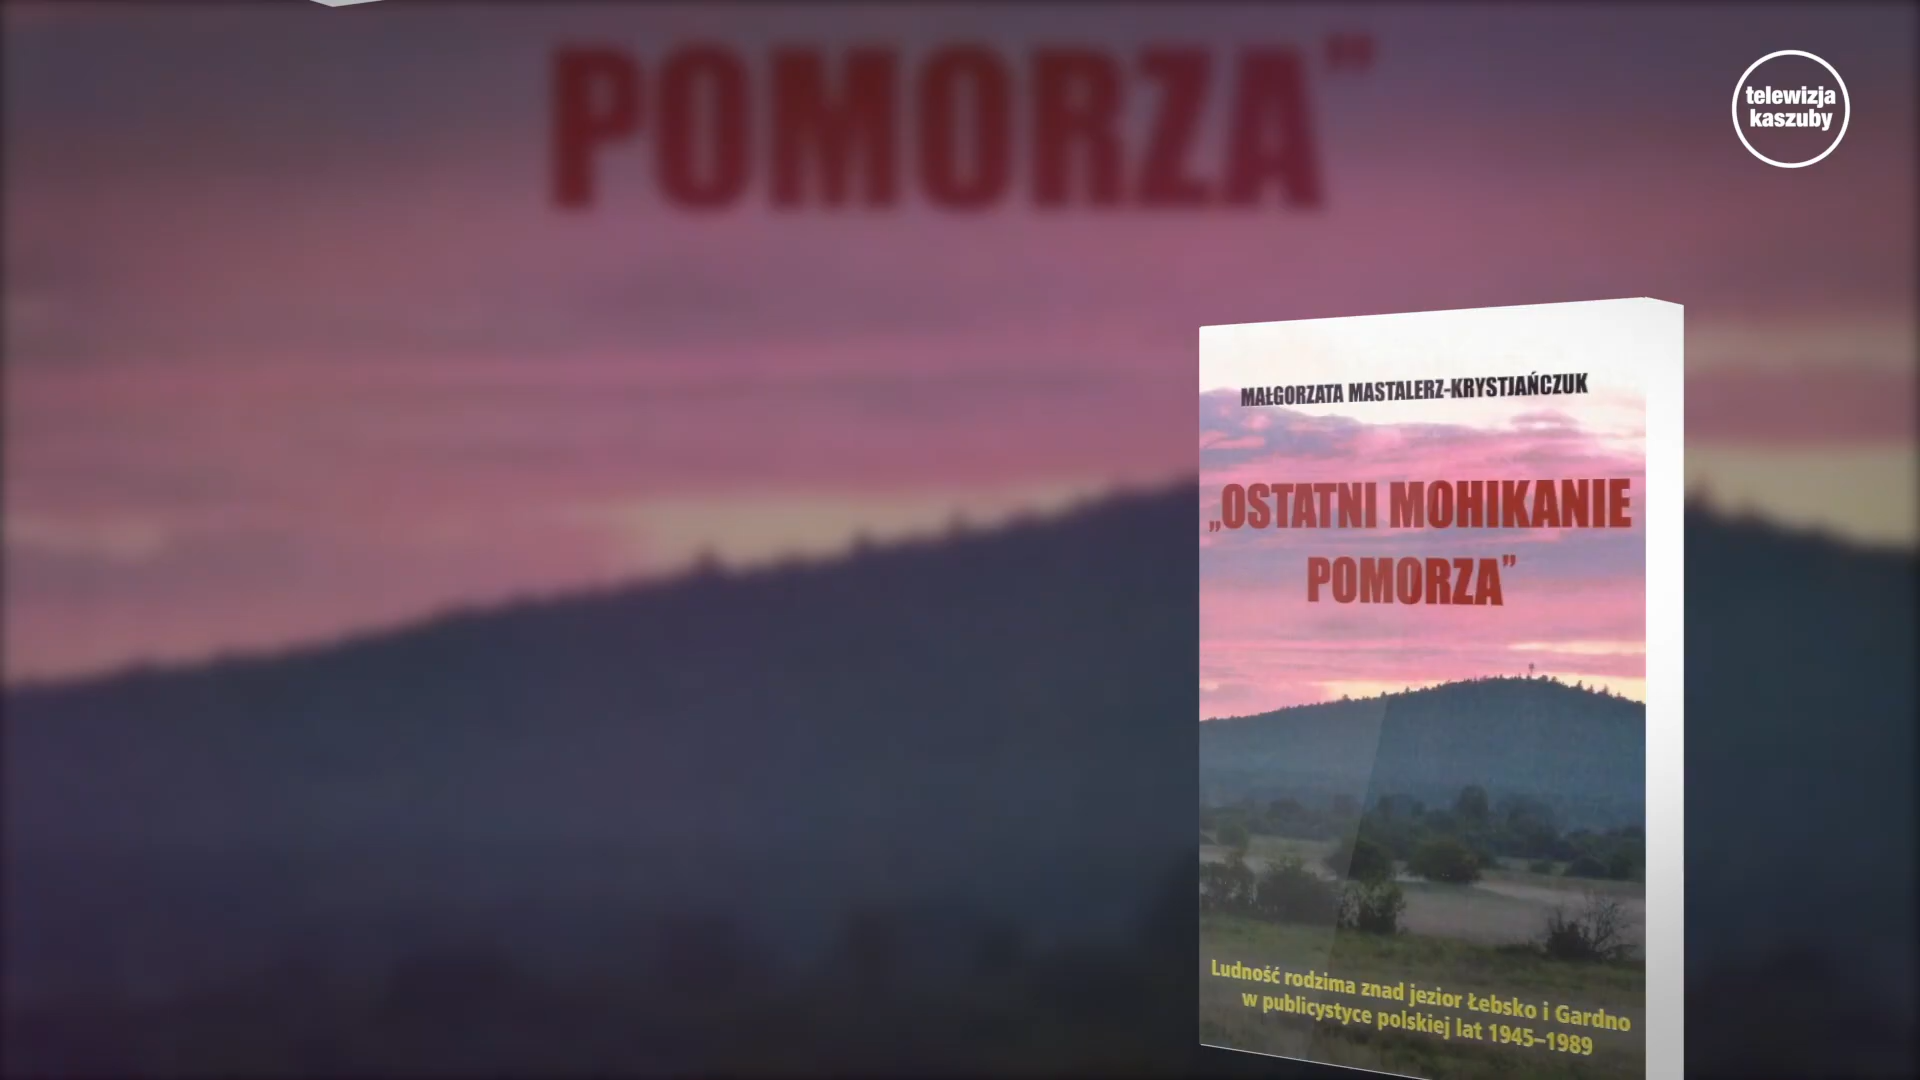 POMORZA”
telewizja
kaszuby
MAŁGORZATA MASTALERZ-KRYSTJAŃCZUK
„OSTATNI MOHIKANIE
POMORZA”
Ludność rodzima znad jezior Łebsko i Gardno
w publicystyce polskiej lat 1945–1989